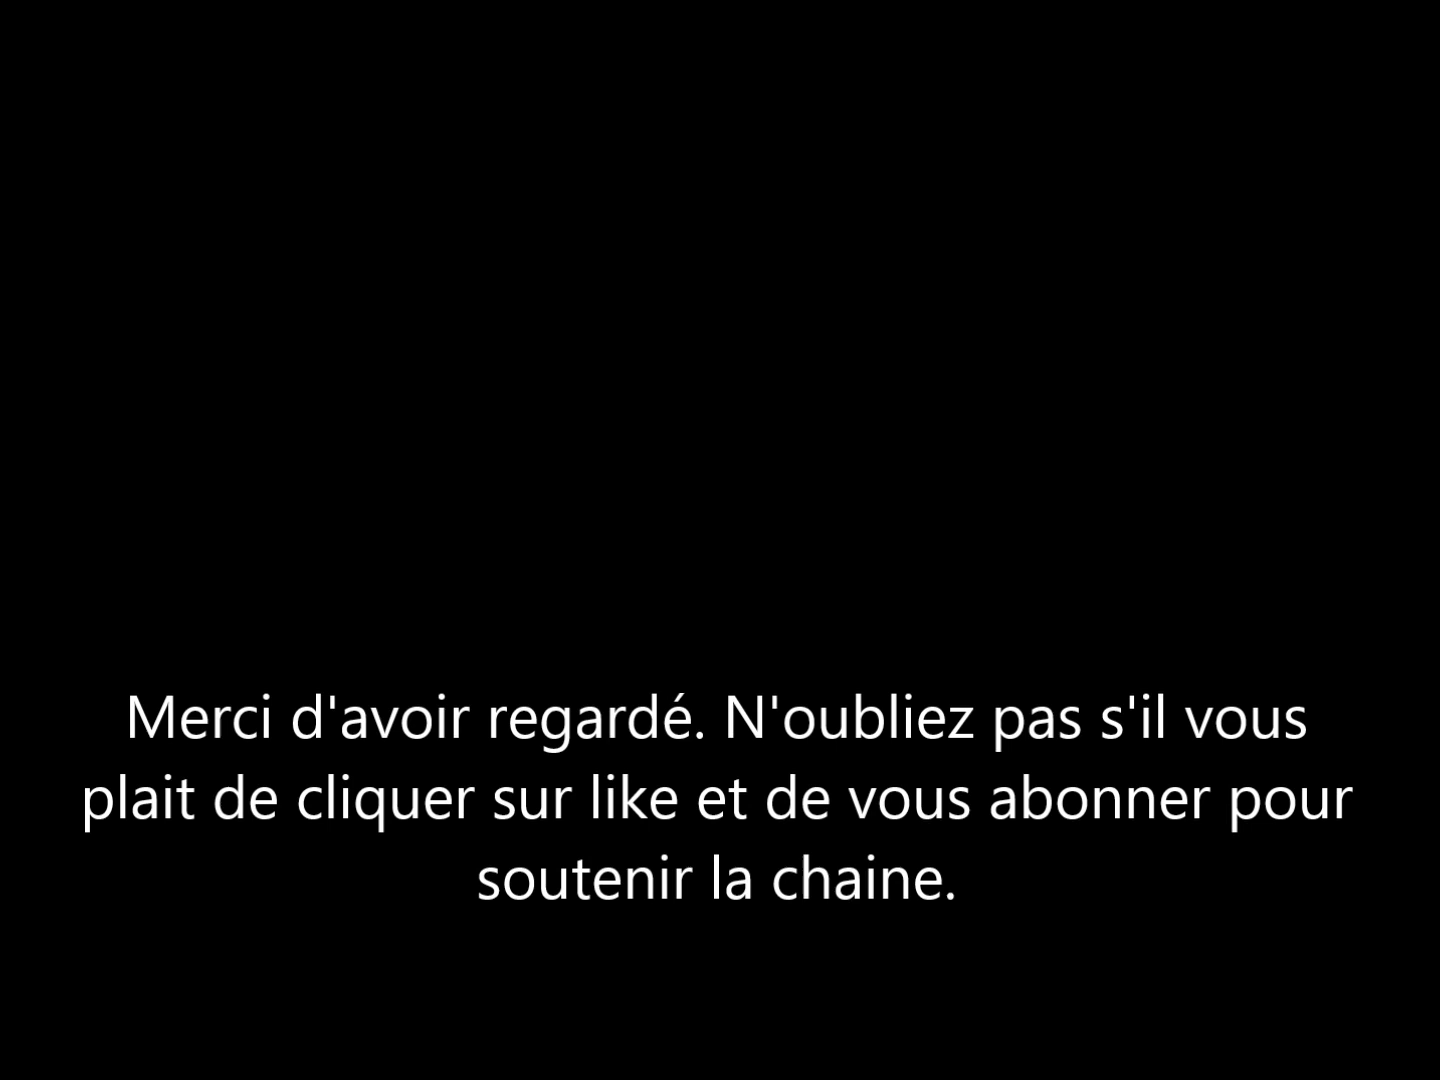 Merci d'avoir regardé. N'oubliez pas s'il vous
plait de cliquer sur like et de vous abonner pour
soutenir la chaine.